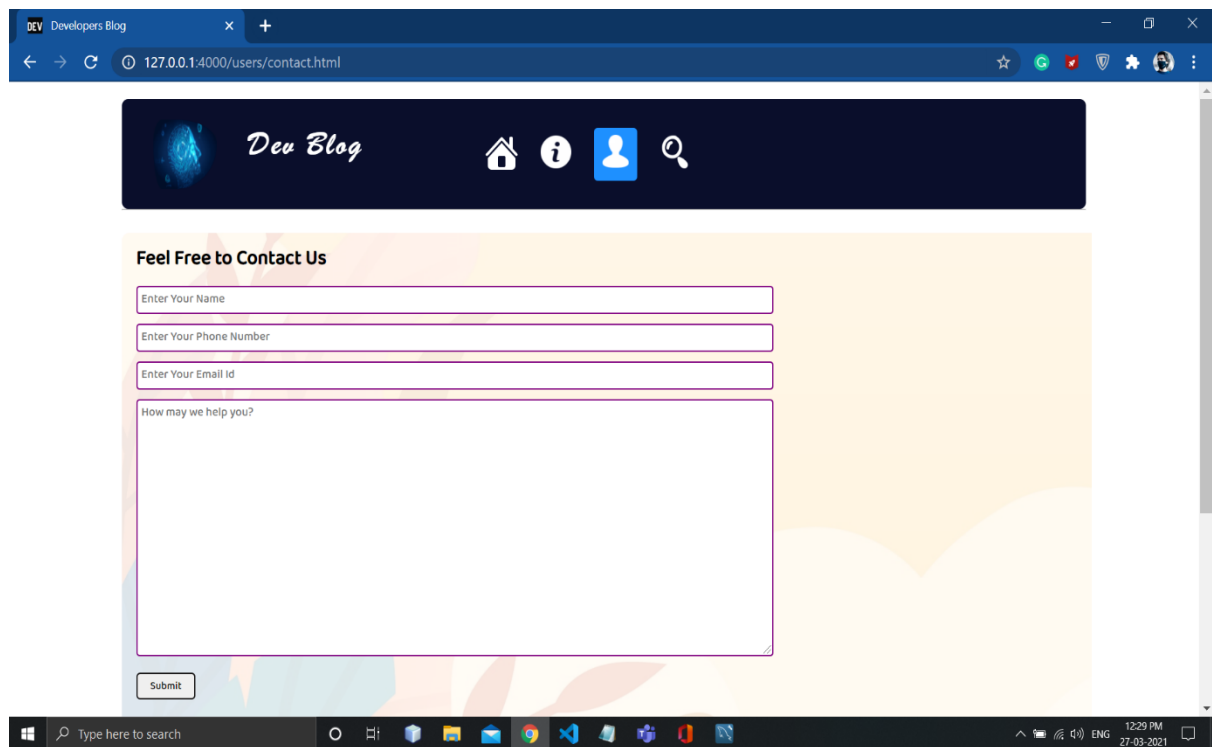 DEV Developers Blog
127.0.0.1:4000/users/contact.html
Dev Blog
Feel Free to Contact Us
Enter Your Name
Enter Your Phone Number
Enter Your Email Id
How may we help you?
Submit
Type here to search
ENG
12:29 PM
27-03-2021